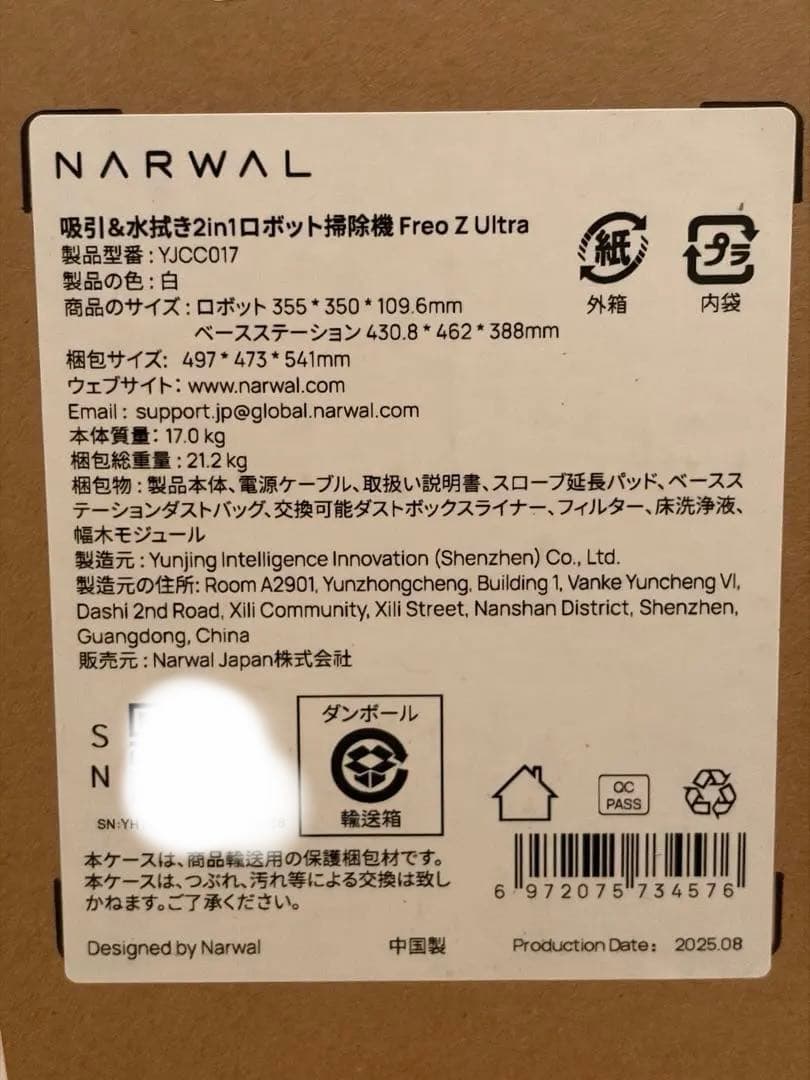 NARWAL
吸引&水拭き2in1ロボット掃除機 Freo Z Ultra
製品型番 : YJCC017
製品の色 : 白
商品のサイズ : ロボット 355 * 350 * 109.6mm
ベースステーション 430.8 * 462 * 388mm
梱包サイズ: 497 * 473 * 541mm
ウェブサイト: www.narwal.com
Email : support.jp@global.narwal.com
本体質量: 17.0 kg
梱包総重量 : 21.2 kg
梱包物 : 製品本体、電源ケーブル、取扱い説明書、スロープ延長パッド、ベースス
テーションダストバッグ、交換可能ダストボックスライナー、フィルター、床洗浄液、
幅木モジュール
製造元 : Yunjing Intelligence Innovation (Shenzhen) Co., Ltd.
製造元の住所: Room A2901, Yunzhongcheng, Building 1, Vanke Yuncheng VI,
Dashi 2nd Road, Xili Community, Xili Street, Nanshan District, Shenzhen,
Guangdong, China
販売元 : Narwal Japan株式会社
紙
外箱
プラ
内袋
S
N
SN:YH
ダンボール
輸送箱
QC
PASS
本ケースは、商品輸送用の保護梱包材です。
本ケースは、つぶれ、汚れ等による交換は致し
かねます。ご了承ください。
6 972075 734576
Designed by Narwal
中国製
Production Date: 2025.08